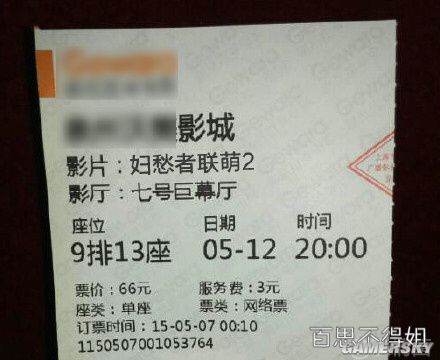 影城
影片：妇愁者联萌2
影厅：七号巨幕厅
座位 日期 时间
9排13座 05-12 20:00
票价：66元 服务费：3元
座类：单座 票类：网络票
订票时间：15-05-07 00:10
1150507001053764
百思不得姐
GAMERSKY